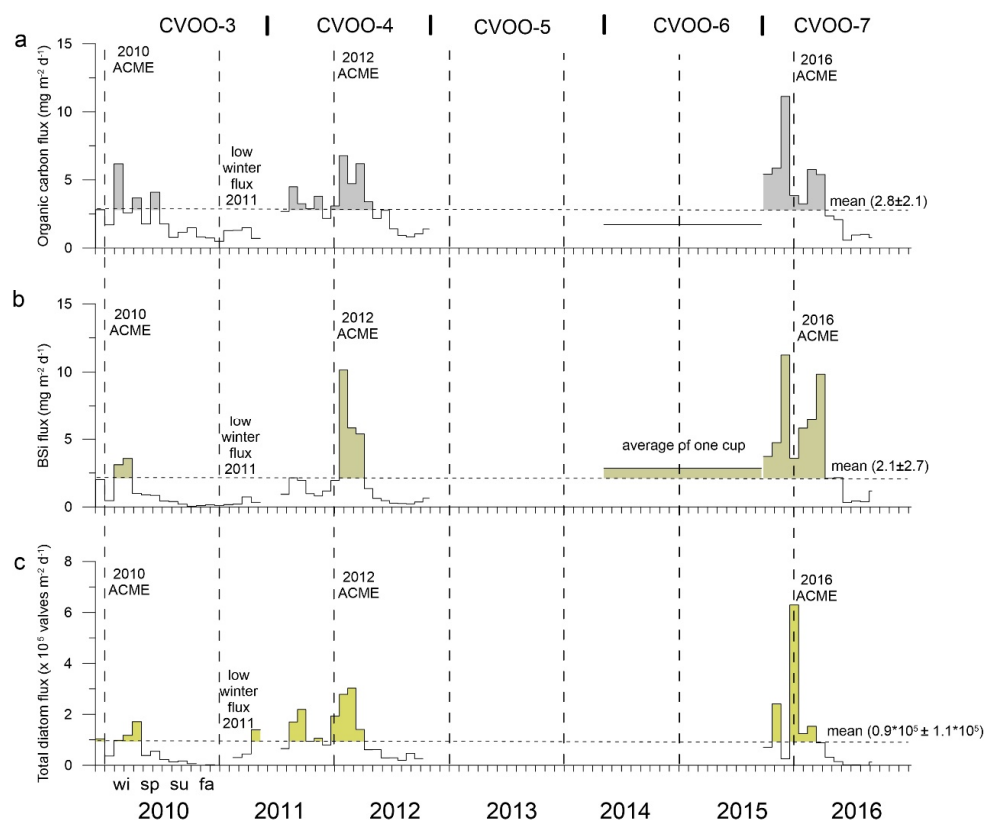 CVOO-3 CVOO-4 CVOO-5 CVOO-6 CVOO-7
a
Organic carbon flux (mg m⁻² d⁻¹)
15
10
5
0
2010
ACME
low
winter
flux
2011
2012
ACME
2016
ACME
mean (2.8±2.1)
b
BSi flux (mg m⁻² d⁻¹)
15
10
5
0
2010
ACME
low
winter
flux
2011
2012
ACME
average of one cup
2016
ACME
mean (2.1±2.7)
c
Total diatom flux (x 10⁵ valves m⁻² d⁻¹)
8
6
4
2
0
2010
ACME
low
winter
flux
2011
2012
ACME
2016
ACME
mean (0.9*10⁵ ± 1.1*10⁵)
wi sp su fa
2010 2011 2012 2013 2014 2015 2016